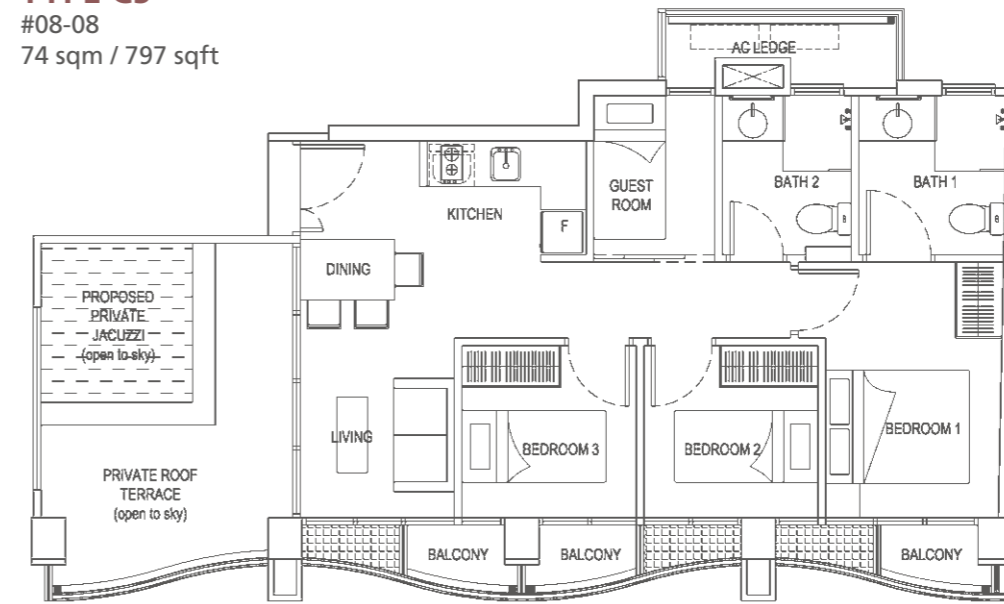 #08-08
74 sqm / 797 sqft
AC LEDGE
GUEST
ROOM
BATH 2
BATH 1
KITCHEN
F
DINING
PROPOSED
PRIVATE
JACUZZI
(open to sky)
LIVING
BEDROOM 3
BEDROOM 2
BEDROOM 1
PRIVATE ROOF
TERRACE
(open to sky)
BALCONY
BALCONY
BALCONY